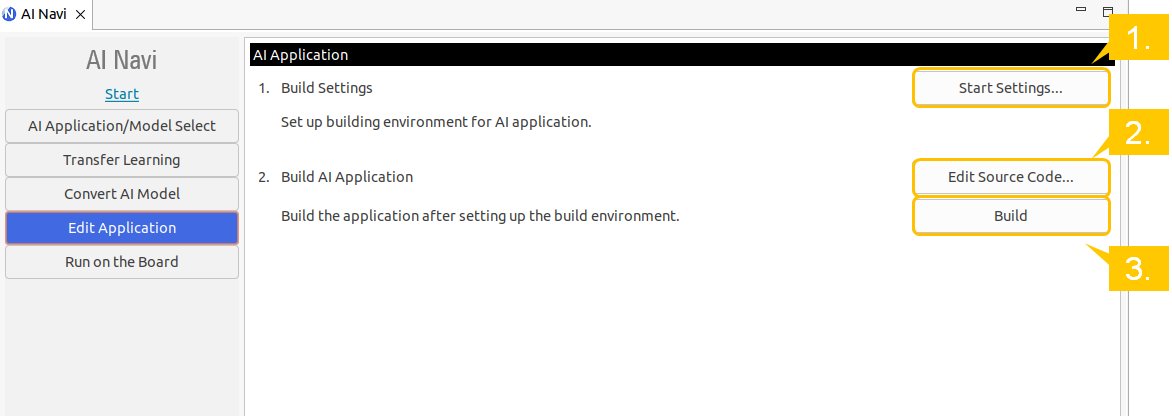 AI Navi
AI Navi
Start
AI Application/Model Select
Transfer Learning
Convert AI Model
Edit Application
Run on the Board
AI Application
1. Build Settings
Start Settings...
Set up building environment for AI application.
2. Build AI Application
Edit Source Code...
Build the application after setting up the build environment.
Build
1.
2.
3.